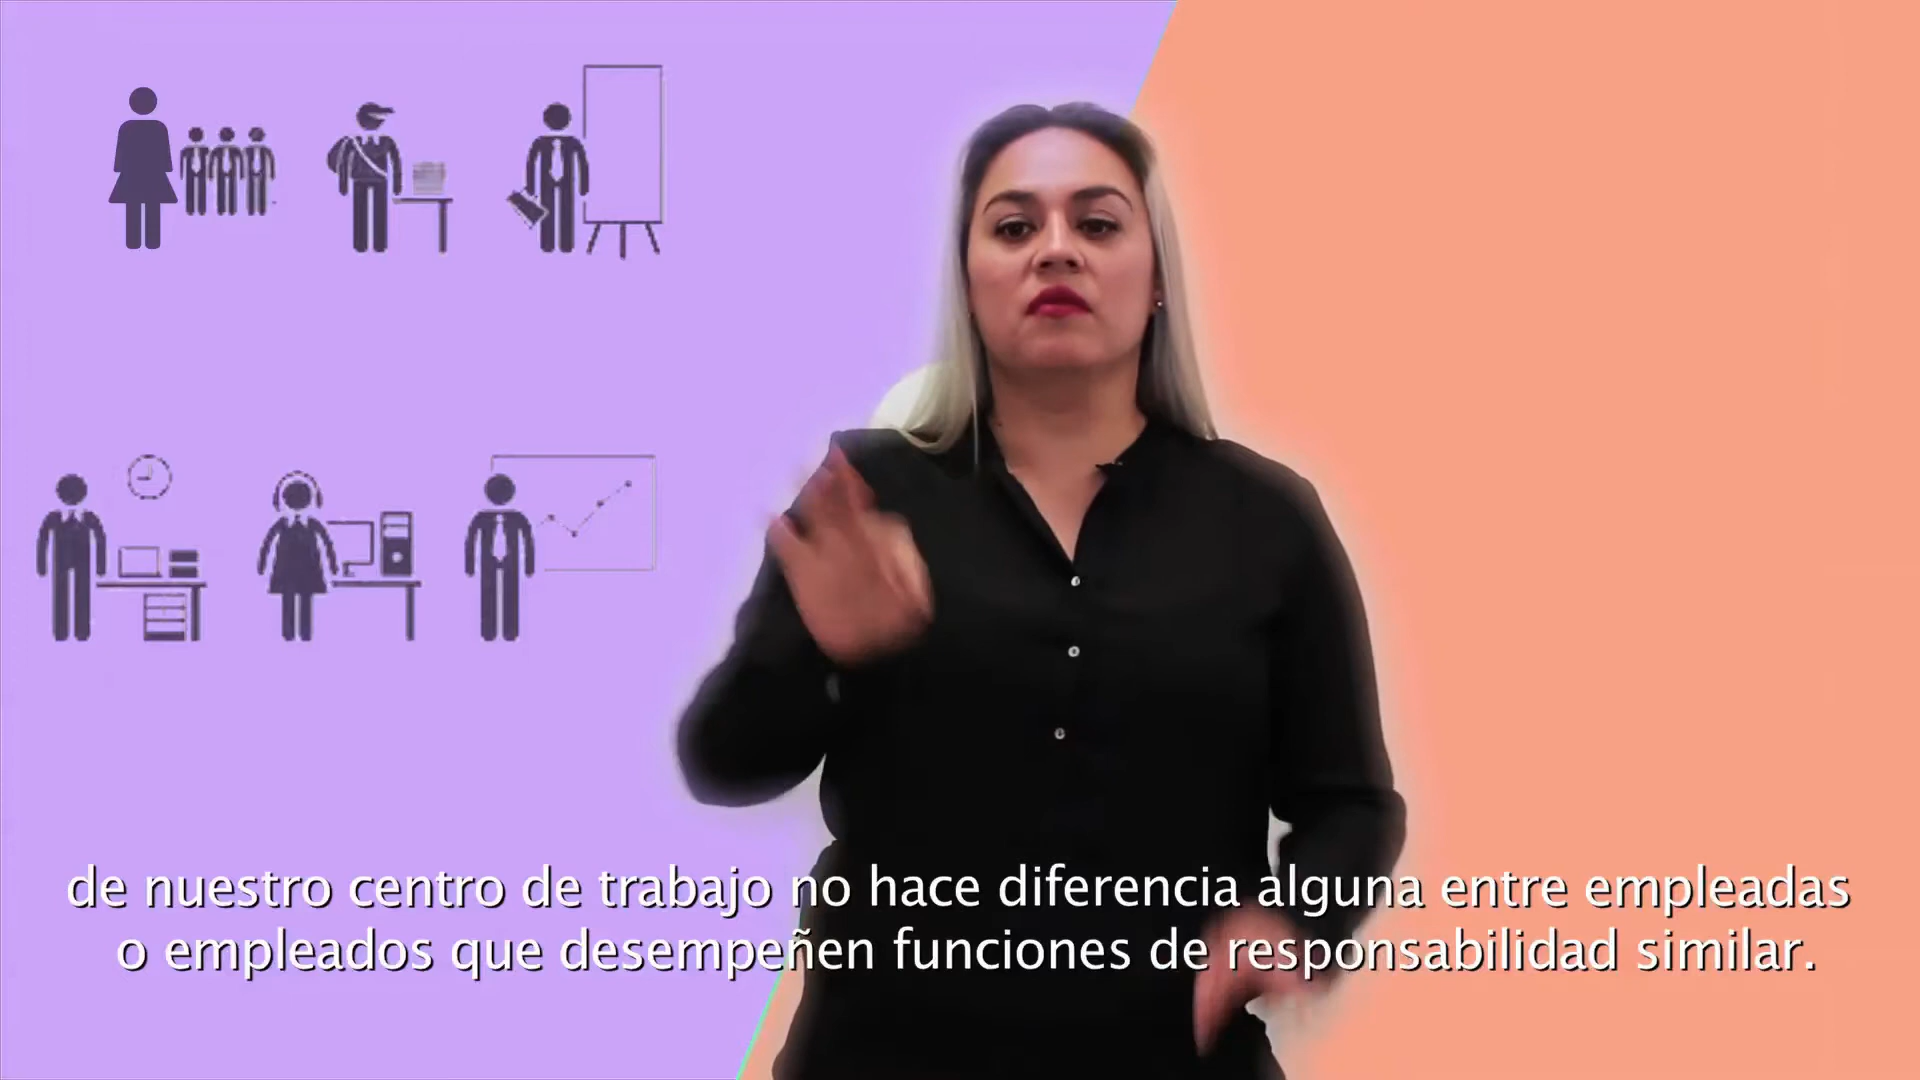 de nuestro centro de trabajo no hace diferencia alguna entre empleadas
o empleados que desempeñen funciones de responsabilidad similar.